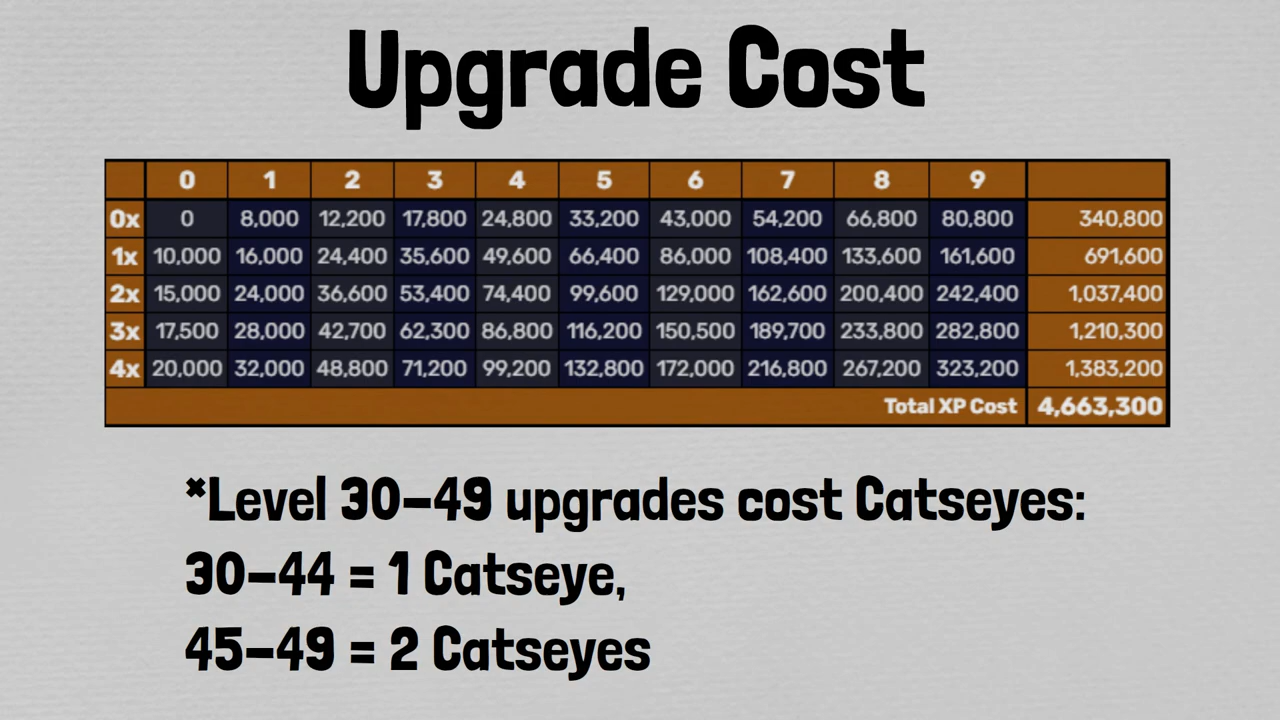 Upgrade Cost
0 1 2 3 4 5 6 7 8 9
0x 0 8,000 12,200 17,800 24,800 33,200 43,000 54,200 66,800 80,800 340,800
1x 10,000 16,000 24,400 35,600 49,600 66,400 86,000 108,400 133,600 161,600 691,600
2x 15,000 24,000 36,600 53,400 74,400 99,600 129,000 162,600 200,400 242,400 1,037,400
3x 17,500 28,000 42,700 62,300 86,800 116,200 150,500 189,700 233,800 282,800 1,210,300
4x 20,000 32,000 48,800 71,200 99,200 132,800 172,000 216,800 267,200 323,200 1,383,200
Total XP Cost 4,663,300
*Level 30-49 upgrades cost Catseyes:
30-44 = 1 Catseye,
45-49 = 2 Catseyes